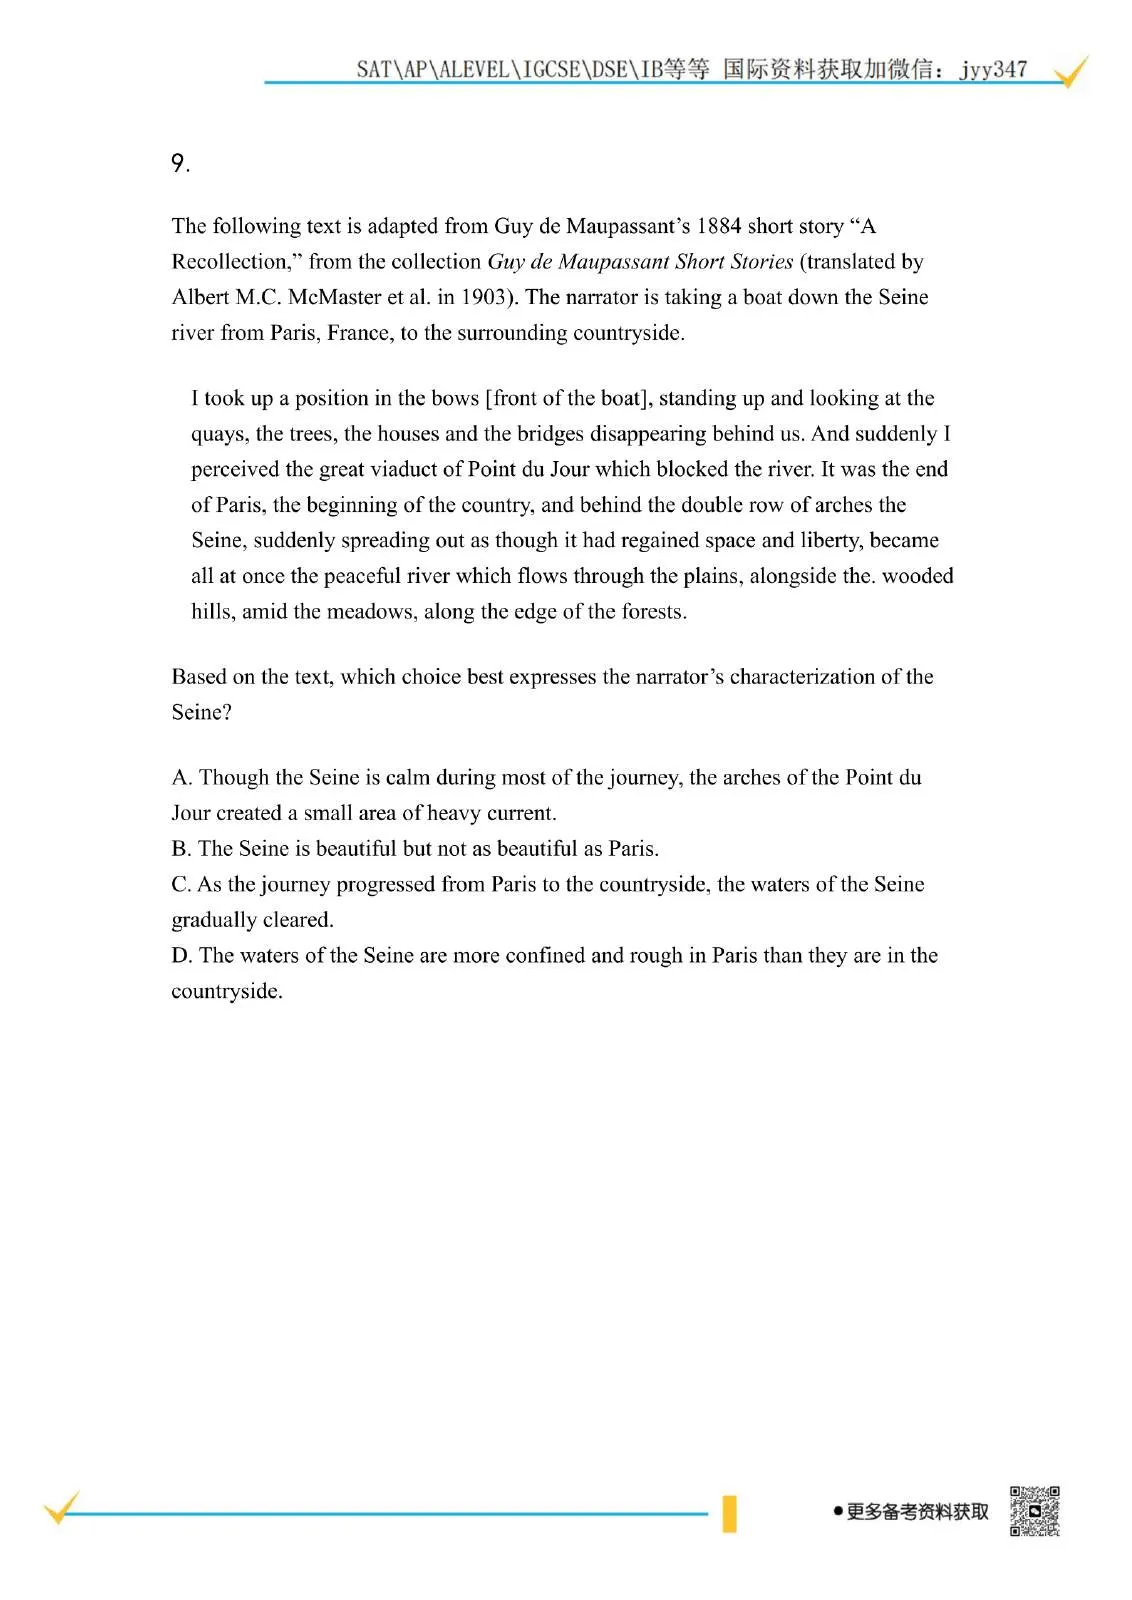 SAT\AP\ALEVEL\IGCSE\DSE\IB等等 国际资料获取加微信：jyy347
9.
The following text is adapted from Guy de Maupassant’s 1884 short story “A
Recollection,” from the collection Guy de Maupassant Short Stories (translated by
Albert M.C. McMaster et al. in 1903). The narrator is taking a boat down the Seine
river from Paris, France, to the surrounding countryside.
I took up a position in the bows [front of the boat], standing up and looking at the
quays, the trees, the houses and the bridges disappearing behind us. And suddenly I
perceived the great viaduct of Point du Jour which blocked the river. It was the end
of Paris, the beginning of the country, and behind the double row of arches the
Seine, suddenly spreading out as though it had regained space and liberty, became
all at once the peaceful river which flows through the plains, alongside the. wooded
hills, amid the meadows, along the edge of the forests.
Based on the text, which choice best expresses the narrator’s characterization of the
Seine?
A. Though the Seine is calm during most of the journey, the arches of the Point du
Jour created a small area of heavy current.
B. The Seine is beautiful but not as beautiful as Paris.
C. As the journey progressed from Paris to the countryside, the waters of the Seine
gradually cleared.
D. The waters of the Seine are more confined and rough in Paris than they are in the
countryside.
●更多备考资料获取